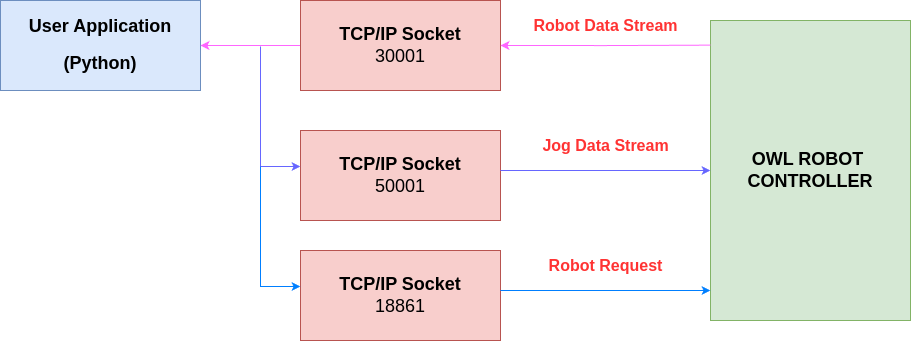 User Application
(Python)
TCP/IP Socket
30001
Robot Data Stream
TCP/IP Socket
50001
Jog Data Stream
OWL ROBOT
CONTROLLER
TCP/IP Socket
18861
Robot Request